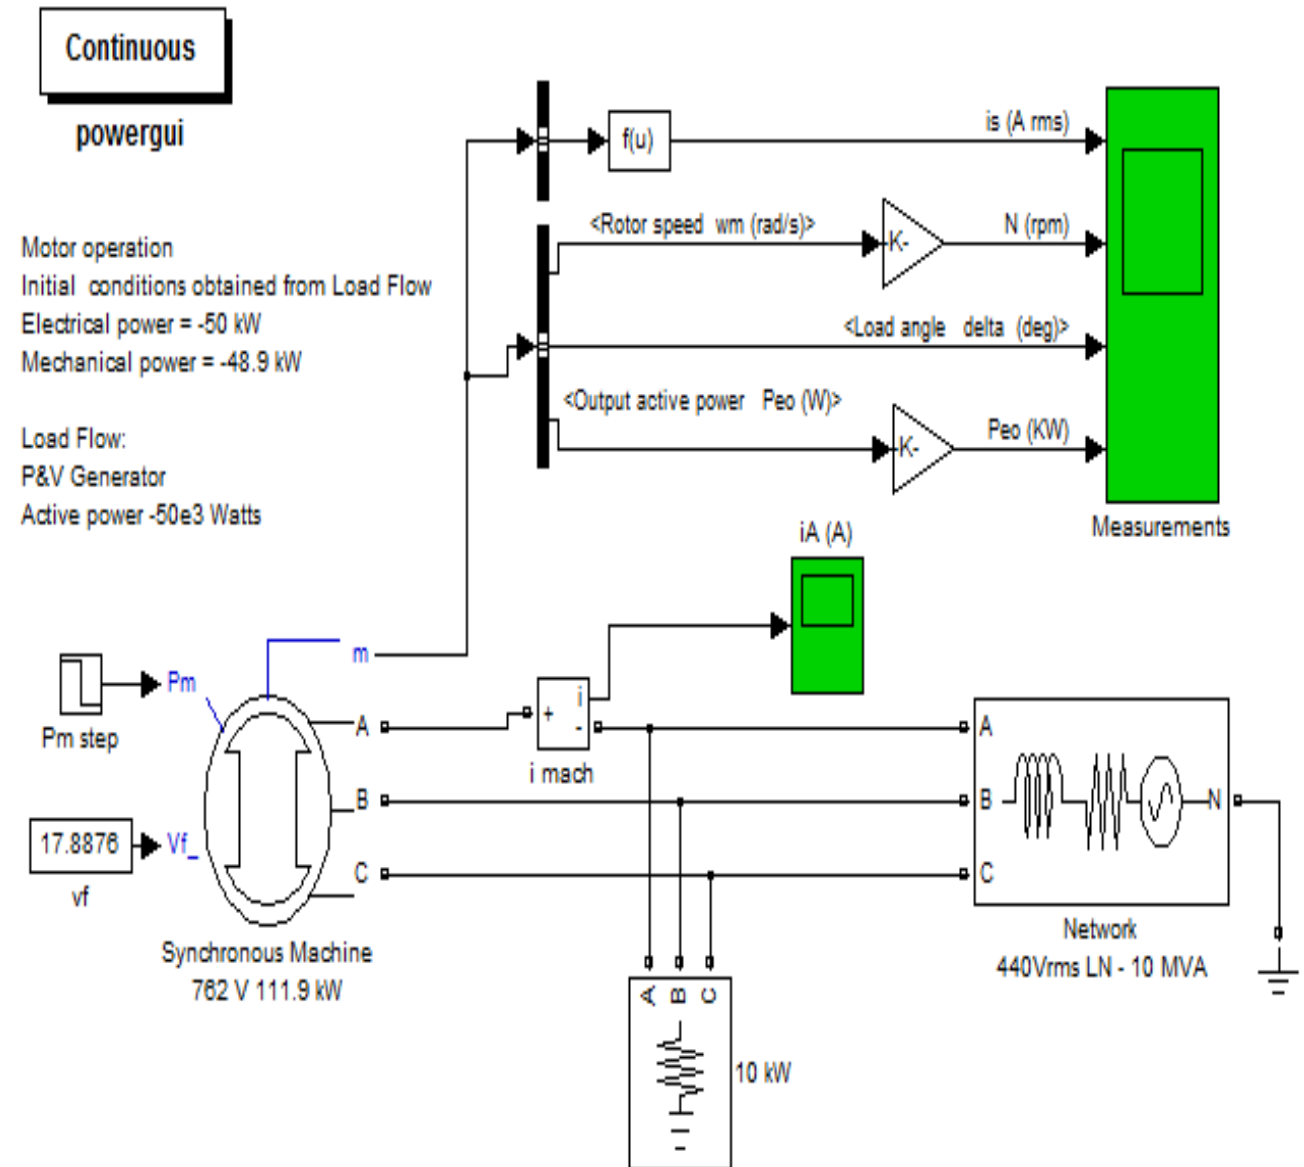 Continuous
powergui
Motor operation
Initial conditions obtained from Load Flow
Electrical power = -50 kW
Mechanical power = -48.9 kW
Load Flow:
P&V Generator
Active power -50e3 Watts
f(u)
is (A rms)
<Rotor speed wm (rad/s)>
-K-
N (rpm)
<Load angle delta (deg)>
<Output active power Peo (W)>
-K-
Peo (KW)
Measurements
iA (A)
m
Pm
Pm step
A
+
i
-
i mach
A
B
B
N
17.8876
Vf_
vf
C
C
Synchronous Machine
762 V 111.9 kW
Network
440Vrms LN - 10 MVA
A
B
C
10 kW